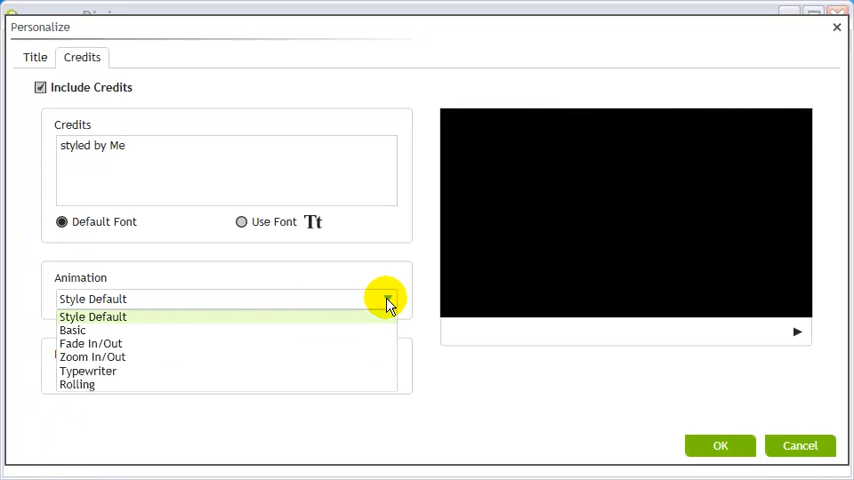 Personalize
Title
Credits
Include Credits
Credits
styled by Me
Default Font
Use Font Tt
Animation
Style Default
Style Default
Basic
Fade In/Out
Zoom In/Out
Typewriter
Rolling
OK
Cancel